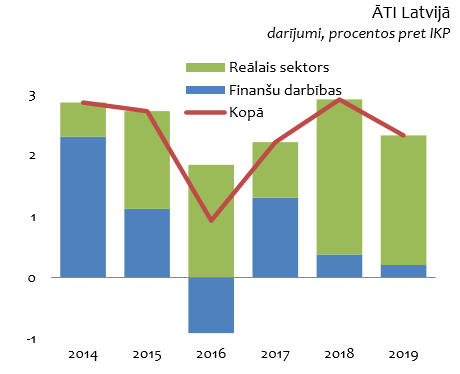 ĀTI Latvijā
darījumi, procentos pret IKP
Reālais sektors
Finanšu darbības
Kopā
3
2
1
0
-1
2014 2015 2016 2017 2018 2019